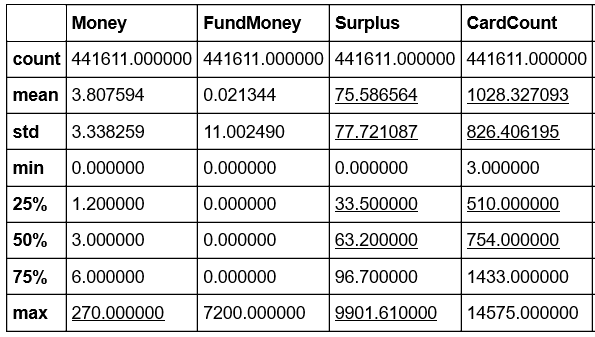 Money FundMoney Surplus CardCount
count 441611.000000 441611.000000 441611.000000 441611.000000
mean 3.807594 0.021344 75.586564 1028.327093
std 3.338259 11.002490 77.721087 826.406195
min 0.000000 0.000000 0.000000 3.000000
25% 1.200000 0.000000 33.500000 510.000000
50% 3.000000 0.000000 63.200000 754.000000
75% 6.000000 0.000000 96.700000 1433.000000
max 270.000000 7200.000000 9901.610000 14575.000000